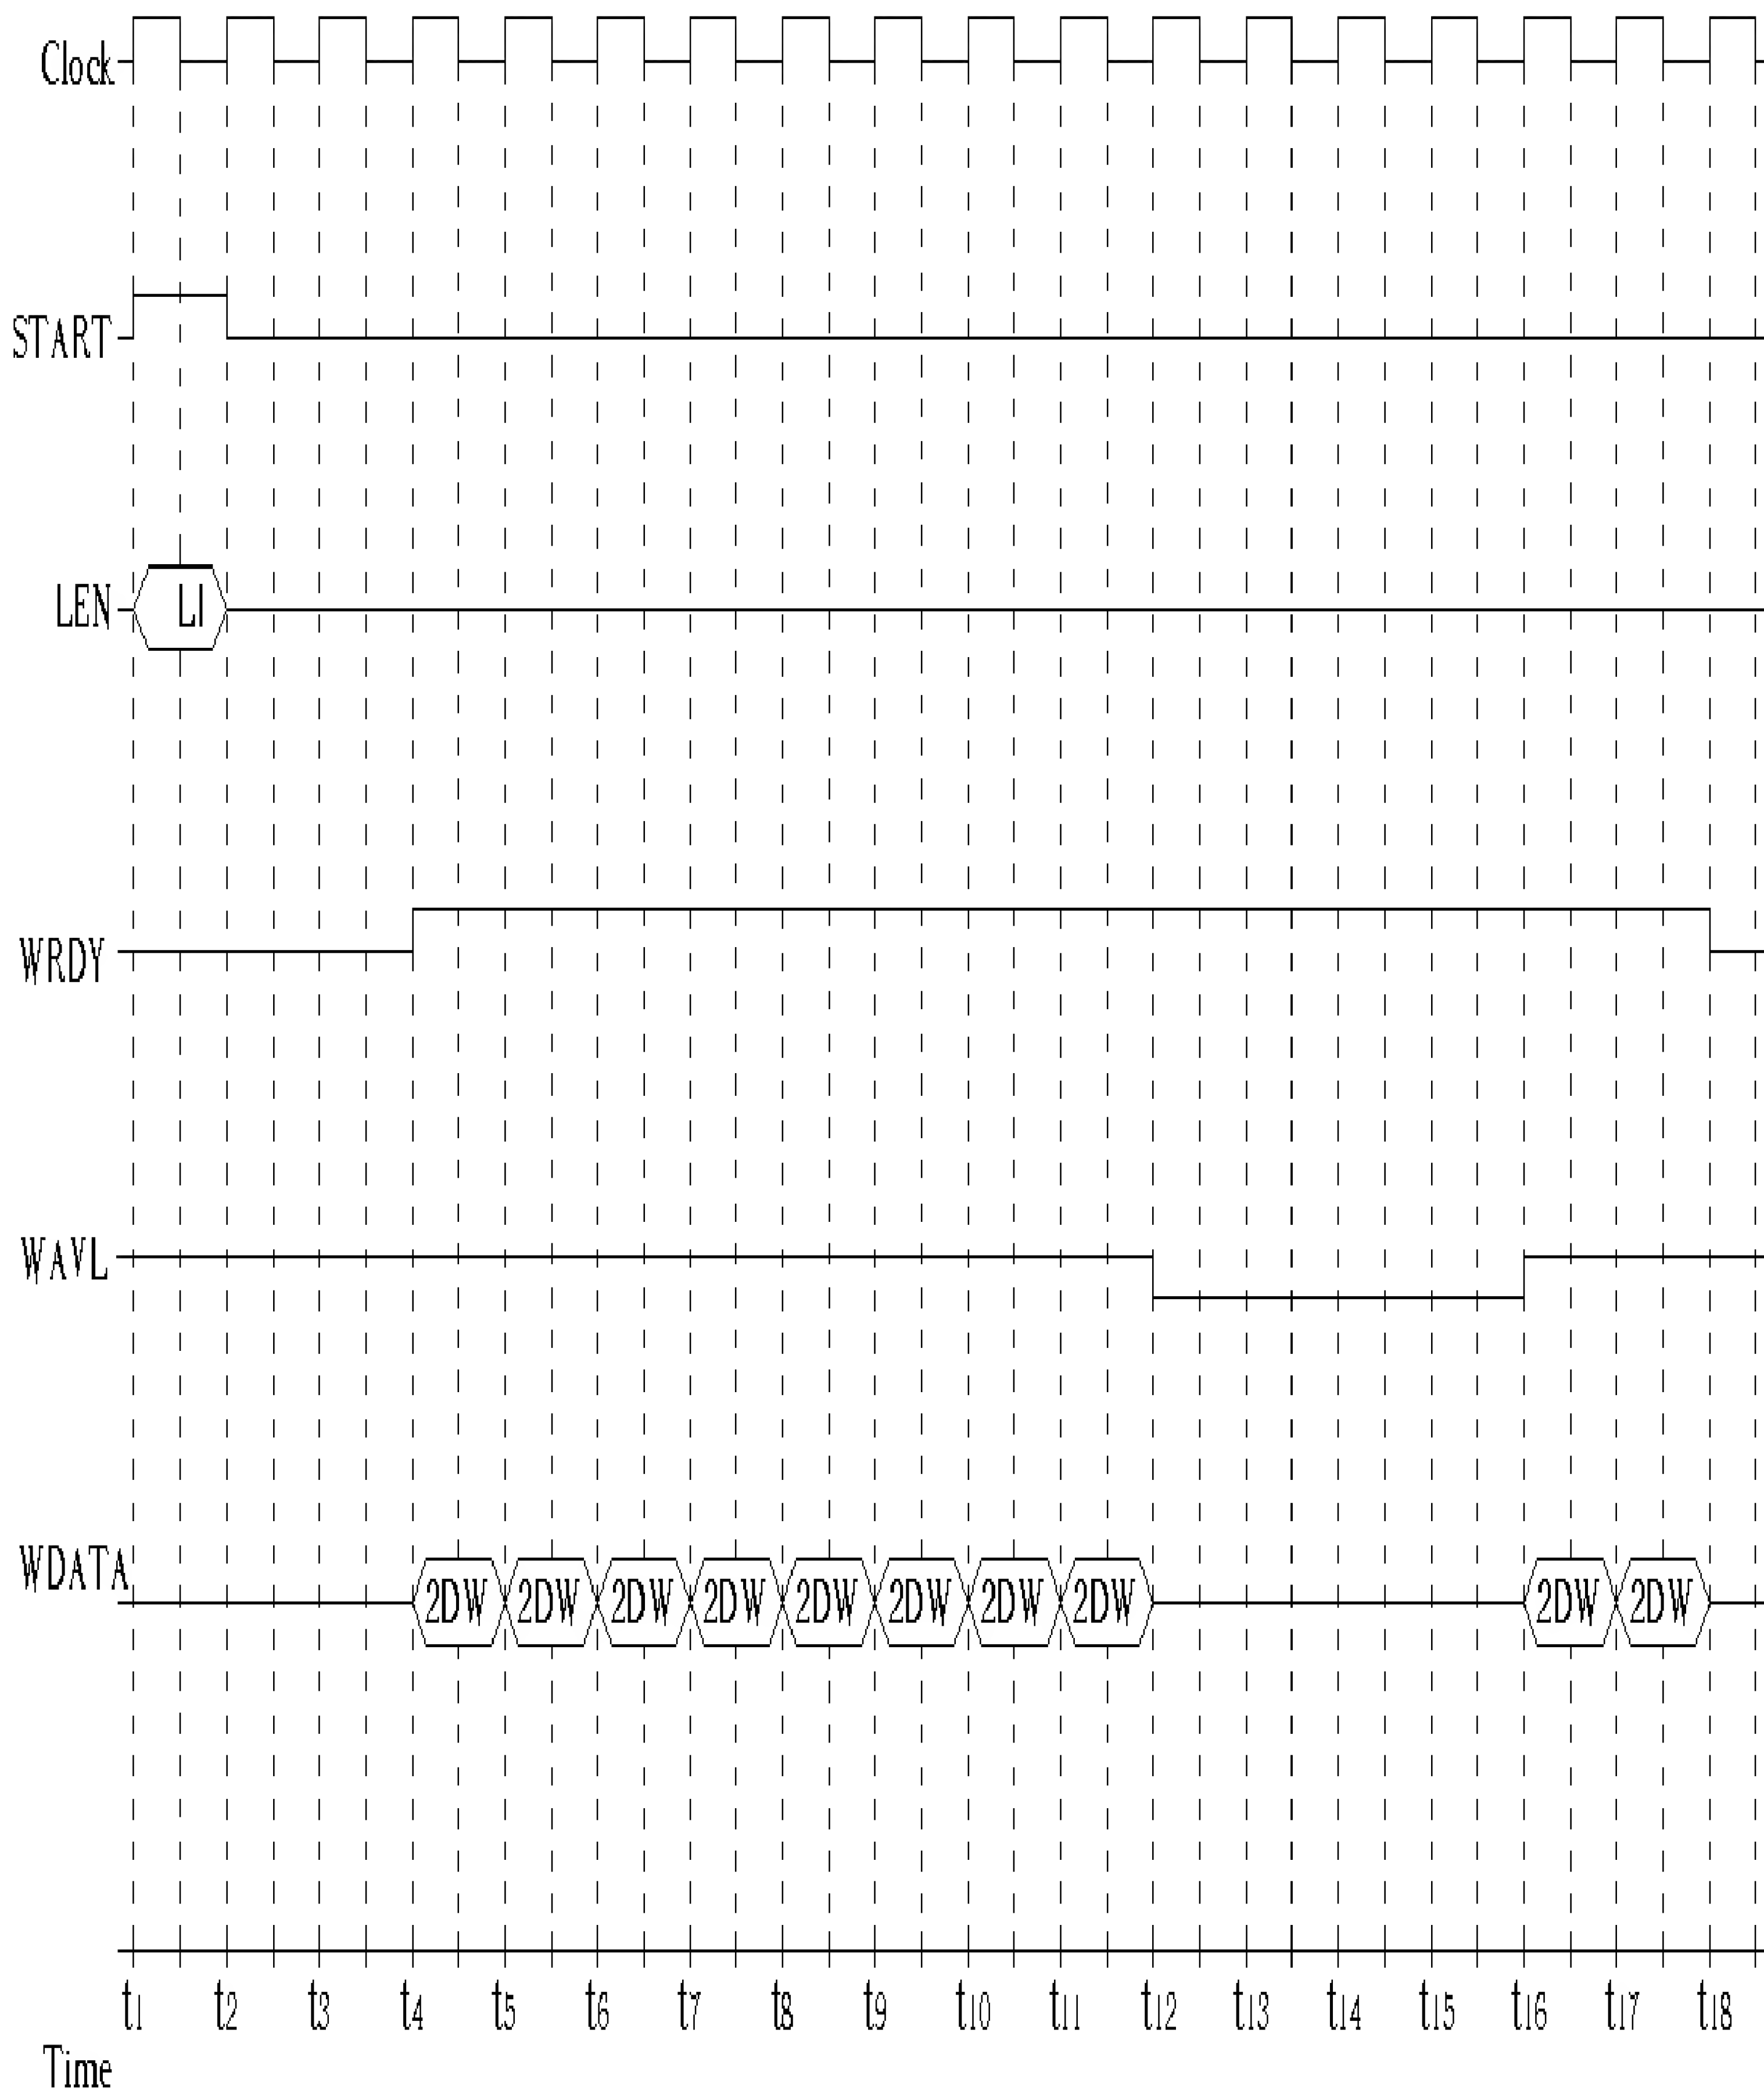 Clock
START
LEN LI
WRDY
WAVL
WDATA 2DW 2DW 2DW 2DW 2DW 2DW 2DW 2DW 2DW 2DW
t1 t2 t3 t4 t5 t6 t7 t8 t9 t10 t11 t12 t13 t14 t15 t16 t17 t18
Time